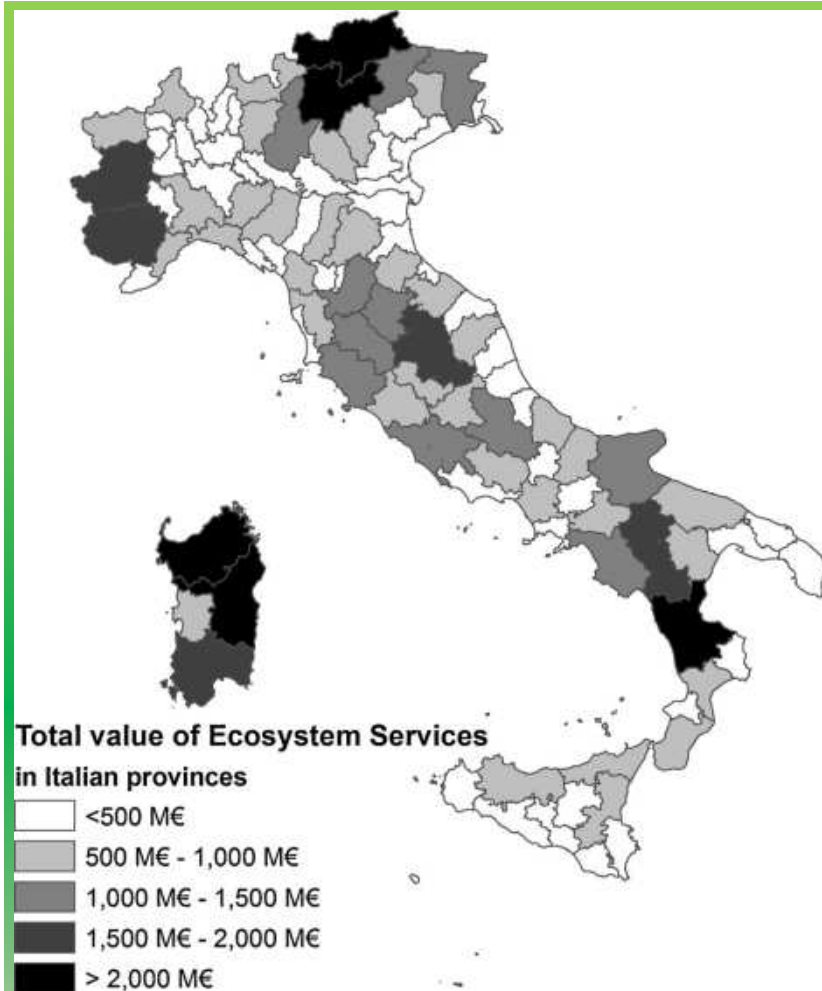 Total value of Ecosystem Services
in Italian provinces
<500 M€
500 M€ - 1,000 M€
1,000 M€ - 1,500 M€
1,500 M€ - 2,000 M€
> 2,000 M€